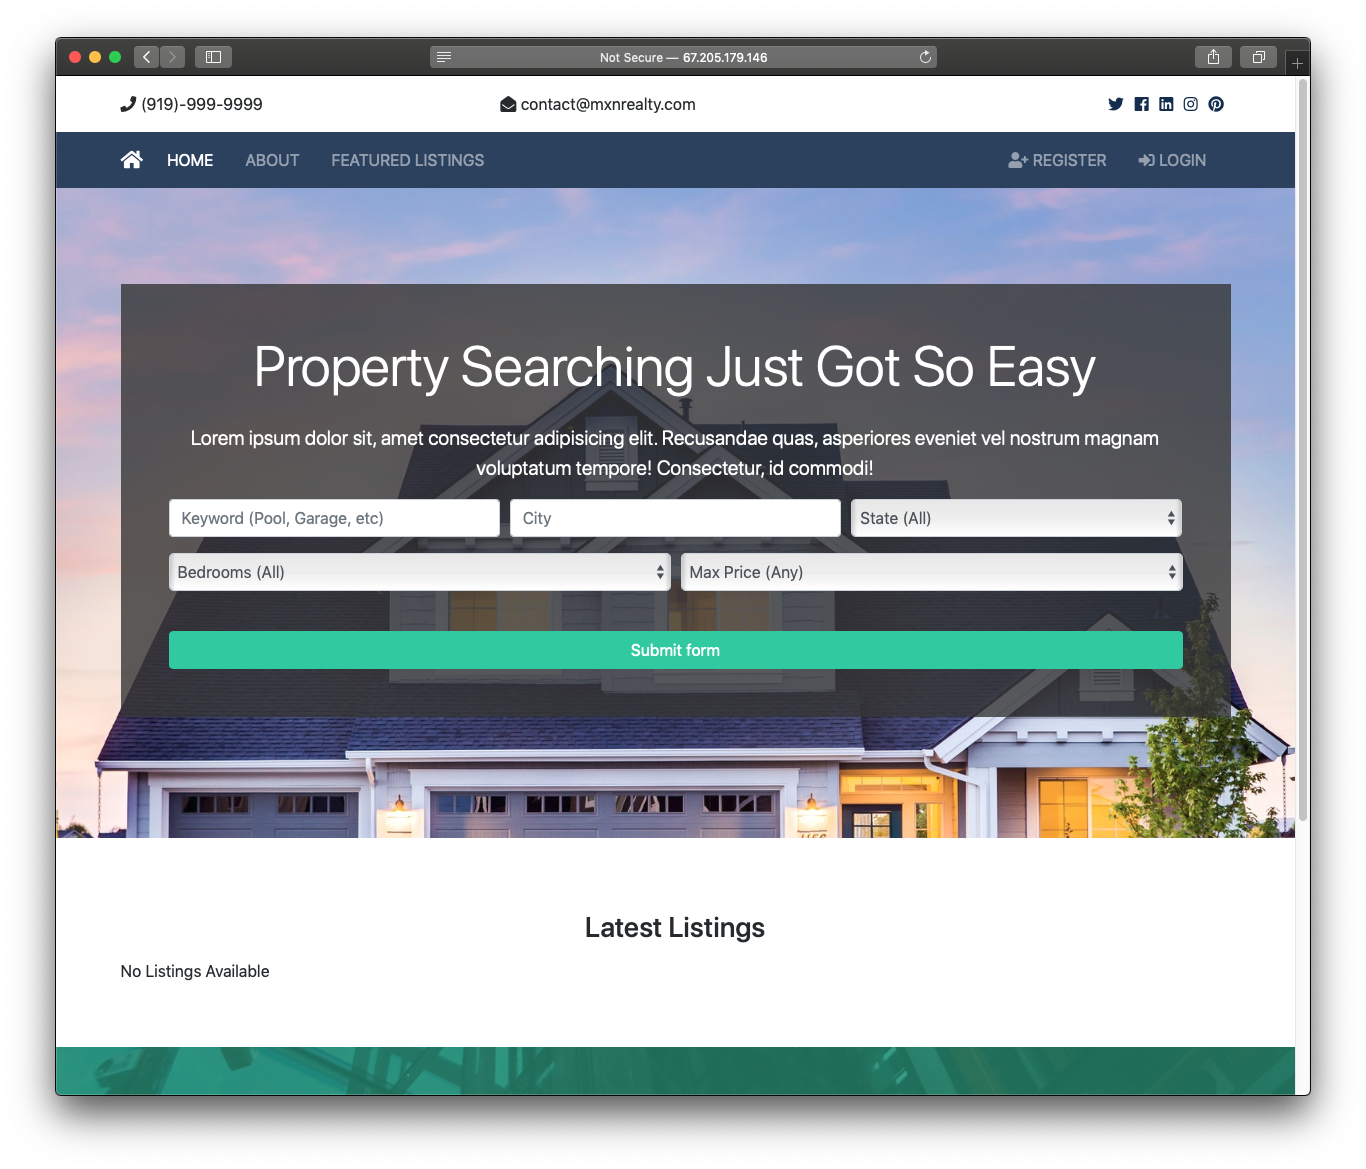 Not Secure — 67.205.179.146
(919)-999-9999
contact@mxnrealty.com
HOME
ABOUT
FEATURED LISTINGS
REGISTER
LOGIN
Property Searching Just Got So Easy
Lorem ipsum dolor sit, amet consectetur adipisicing elit. Recusandae quas, asperiores eveniet vel nostrum magnam
voluptatum tempore! Consectetur, id commodi!
Keyword (Pool, Garage, etc)
City
State (All)
Bedrooms (All)
Max Price (Any)
Submit form
Latest Listings
No Listings Available